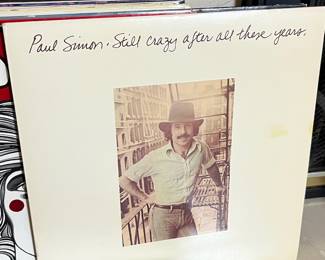 Paul Simon · Still crazy after all these years.